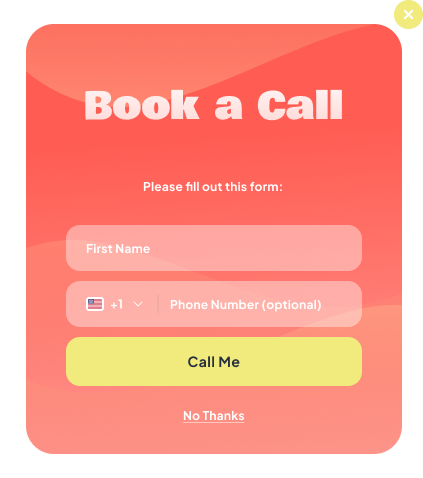 Book a Call
Please fill out this form:
First Name
+1 Phone Number (optional)
Call Me
No Thanks